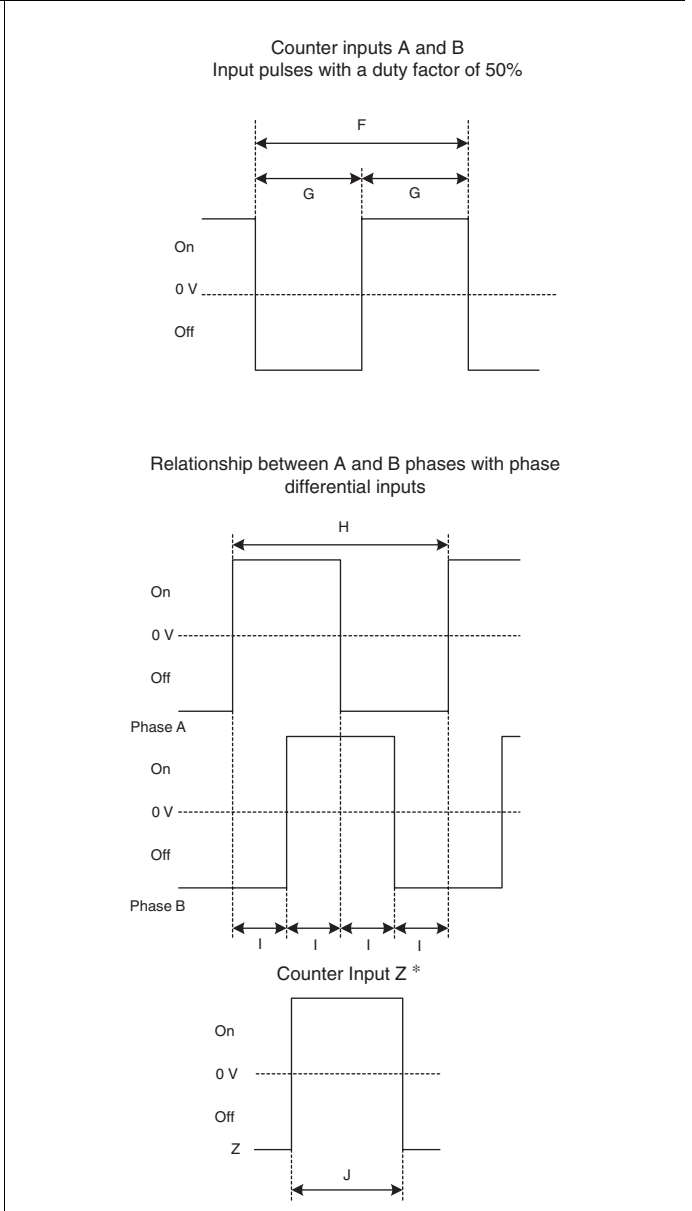 Counter inputs A and B
Input pulses with a duty factor of 50%
F
G
G
On
0 V
Off
Relationship between A and B phases with phase
differential inputs
H
On
0 V
Off
Phase A
On
0 V
Off
Phase B
I
I
I
I
Counter Input Z *
On
0 V
Off
Z
J